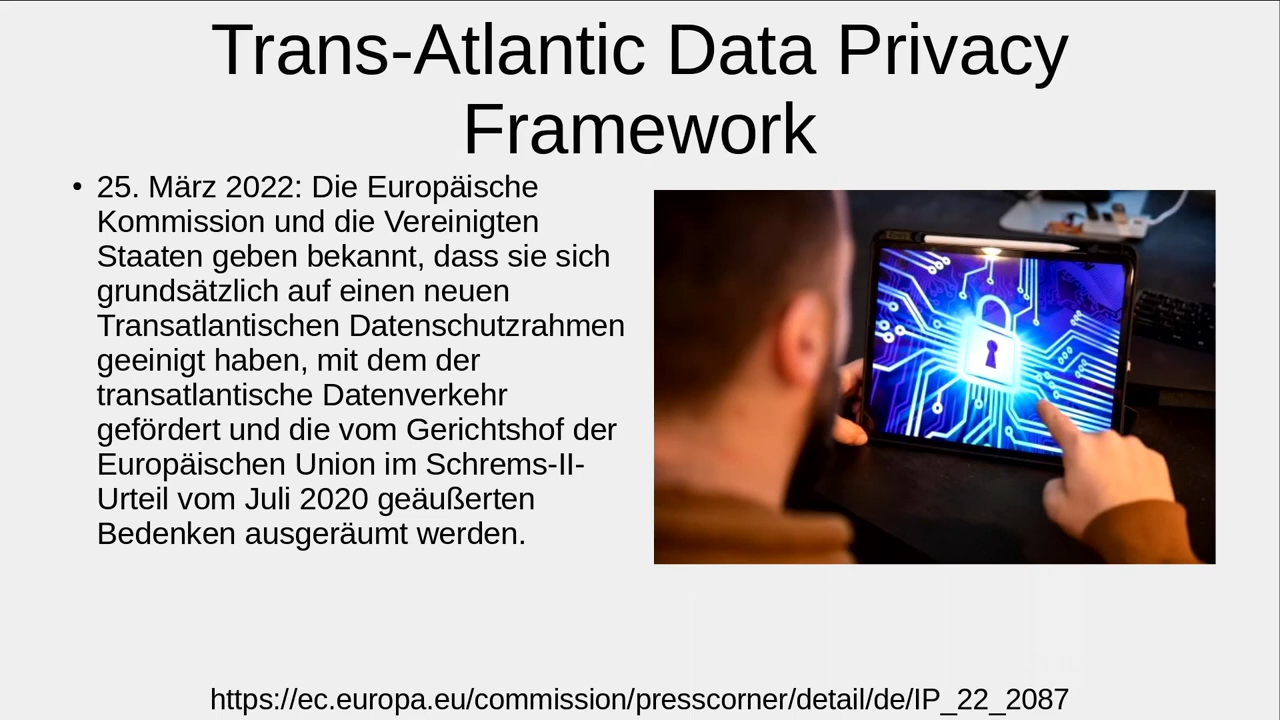 Trans-Atlantic Data Privacy
Framework
• 25. März 2022: Die Europäische
Kommission und die Vereinigten
Staaten geben bekannt, dass sie sich
grundsätzlich auf einen neuen
Transatlantischen Datenschutzrahmen
geeinigt haben, mit dem der
transatlantische Datenverkehr
gefördert und die vom Gerichtshof der
Europäischen Union im Schrems-II-
Urteil vom Juli 2020 geäußerten
Bedenken ausgeräumt werden.
https://ec.europa.eu/commission/presscorner/detail/de/IP_22_2087